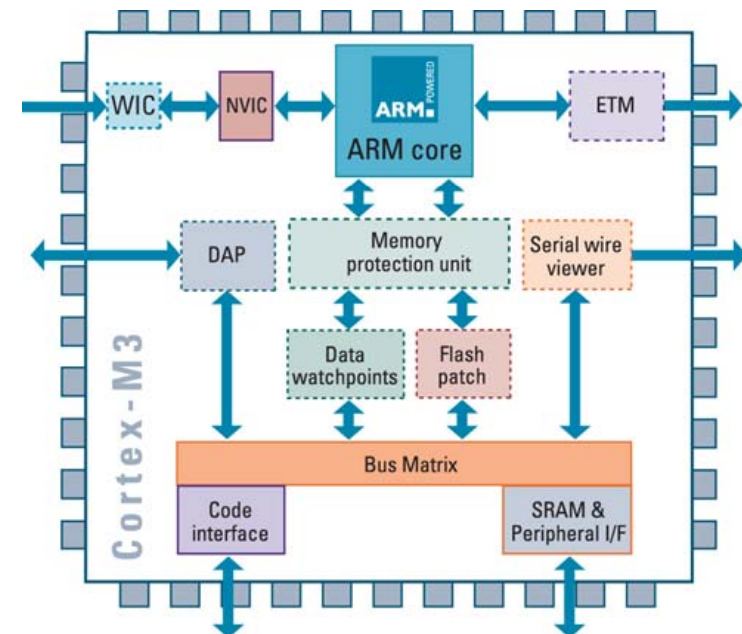 WIC
NVIC
ARM
POWERED
ARM core
ETM
DAP
Memory
protection unit
Serial wire
viewer
Data
watchpoints
Flash
patch
Bus Matrix
Code
interface
SRAM &
Peripheral I/F
Cortex-M3